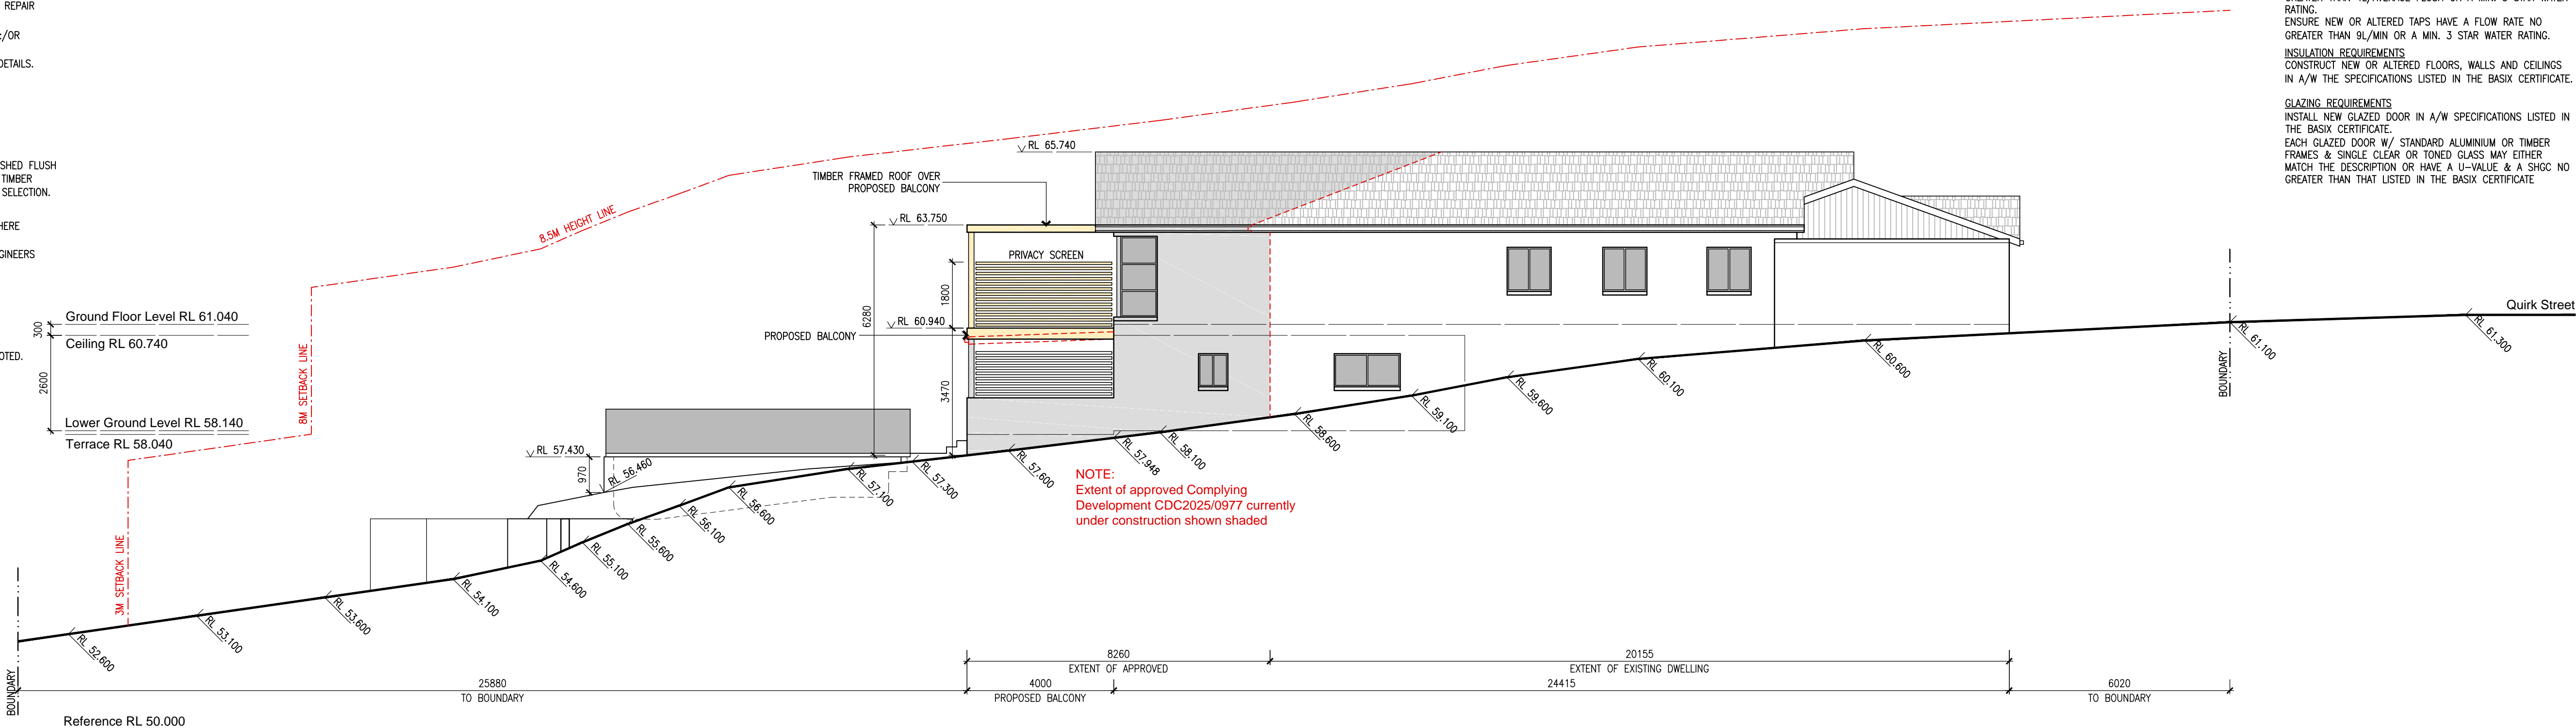 REPAIR
:/OR
DETAILS.
SHED FLUSH
TIMBER
SELECTION.
HERE
GINEERS
OTED.
RATING.
ENSURE NEW OR ALTERED TAPS HAVE A FLOW RATE NO
GREATER THAN 9L/MIN OR A MIN. 3 STAR WATER RATING.
INSULATION REQUIREMENTS
CONSTRUCT NEW OR ALTERED FLOORS, WALLS AND CEILINGS
IN A/W THE SPECIFICATIONS LISTED IN THE BASIX CERTIFICATE.
GLAZING REQUIREMENTS
INSTALL NEW GLAZED DOOR IN A/W SPECIFICATIONS LISTED IN
THE BASIX CERTIFICATE.
EACH GLAZED DOOR W/ STANDARD ALUMINIUM OR TIMBER
FRAMES & SINGLE CLEAR OR TONED GLASS MAY EITHER
MATCH THE DESCRIPTION OR HAVE A U-VALUE & A SHGC NO
GREATER THAN THAT LISTED IN THE BASIX CERTIFICATE
8.5M HEIGHT LINE
RL 65.740
TIMBER FRAMED ROOF OVER
PROPOSED BALCONY
RL 63.750
PRIVACY SCREEN
1800
6280
RL 60.940
PROPOSED BALCONY
3470
Ground Floor Level RL 61.040
300
Ceiling RL 60.740
2600
Lower Ground Level RL 58.140
Terrace RL 58.040
8M SETBACK LINE
3M SETBACK LINE
RL 57.430
970
RL 56.460
Quirk Street
BOUNDARY
RL 52.600
RL 53.100
RL 53.600
RL 54.100
RL 54.600
RL 55.100
RL 55.600
RL 56.100
RL 56.600
RL 57.100
RL 57.300
RL 57.600
RL 57.948
RL 58.100
RL 58.600
RL 59.100
RL 59.600
RL 60.100
RL 60.600
RL 61.100
RL 61.300
NOTE:
Extent of approved Complying
Development CDC2025/0977 currently
under construction shown shaded
8260
EXTENT OF APPROVED
20155
EXTENT OF EXISTING DWELLING
BOUNDARY
25880
TO BOUNDARY
4000
PROPOSED BALCONY
24415
6020
TO BOUNDARY
Reference RL 50.000